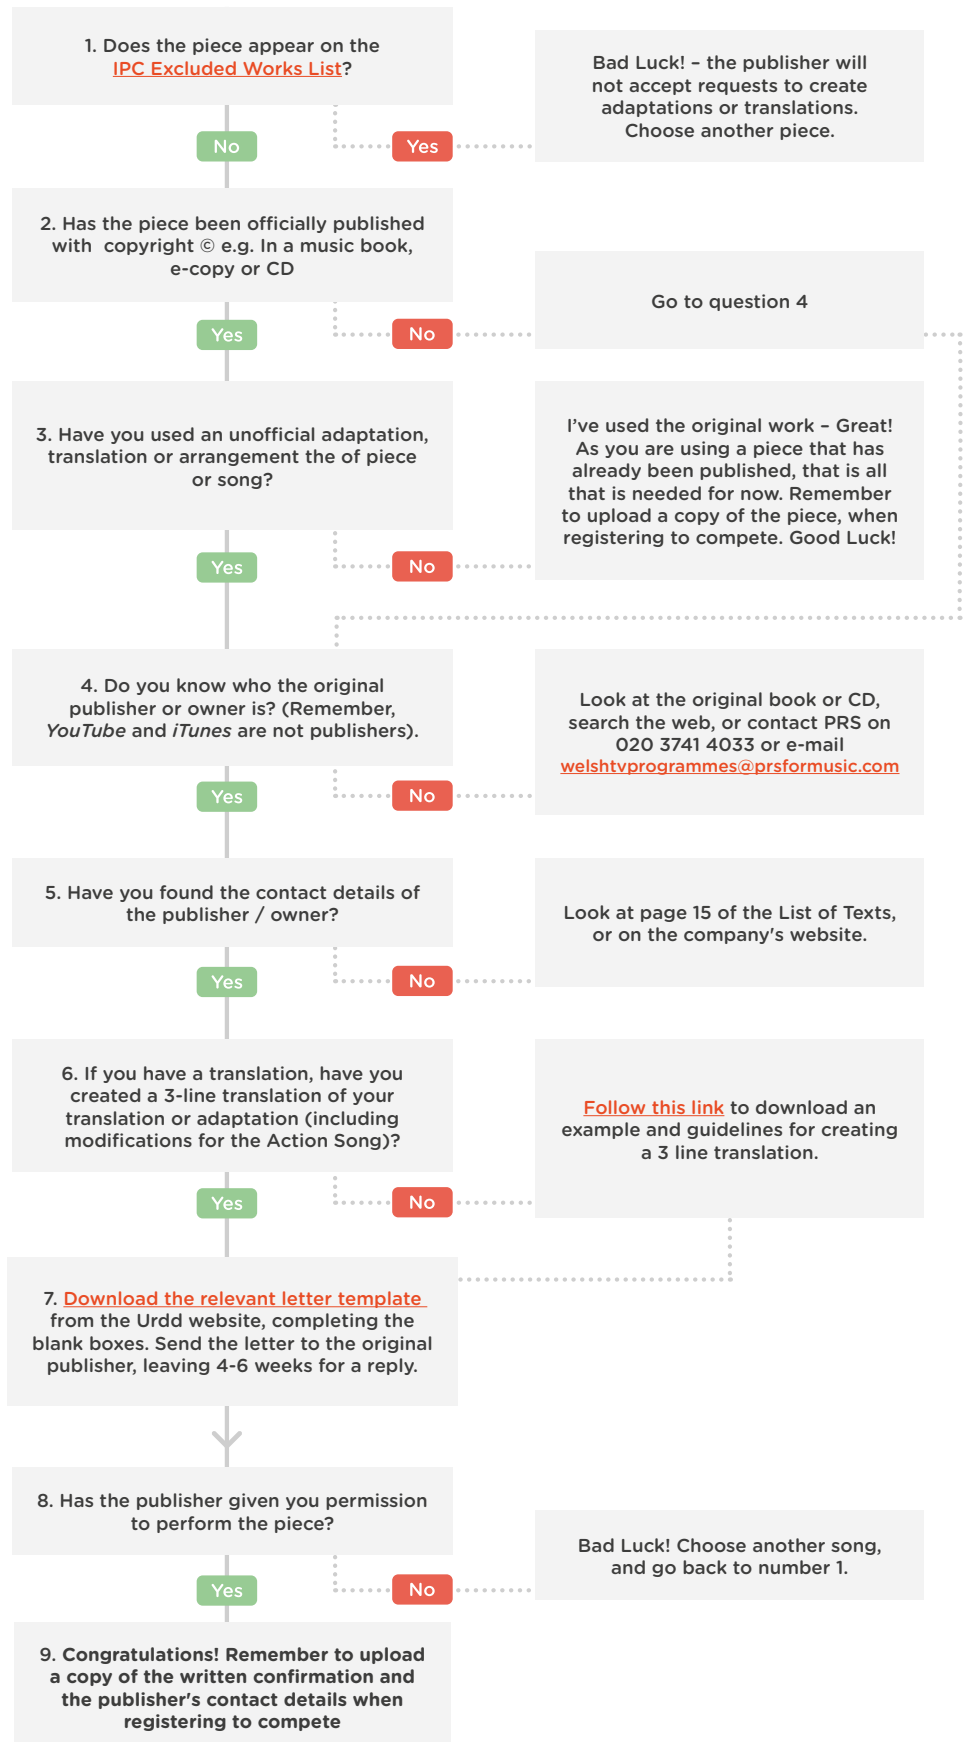 1. Does the piece appear on the
IPC Excluded Works List?
Bad Luck! – the publisher will
not accept requests to create
adaptations or translations.
Choose another piece.
No
Yes
2. Has the piece been officially published
with copyright © e.g. In a music book,
e-copy or CD
Go to question 4
Yes
No
3. Have you used an unofficial adaptation,
translation or arrangement the of piece
or song?
I've used the original work – Great!
As you are using a piece that has
already been published, that is all
that is needed for now. Remember
to upload a copy of the piece, when
registering to compete. Good Luck!
Yes
No
4. Do you know who the original
publisher or owner is? (Remember,
YouTube and iTunes are not publishers).
Look at the original book or CD,
search the web, or contact PRS on
020 3741 4033 or e-mail
welshtvprogrammes@prsformusic.com
Yes
No
5. Have you found the contact details of
the publisher / owner?
Look at page 15 of the List of Texts,
or on the company's website.
Yes
No
6. If you have a translation, have you
created a 3-line translation of your
translation or adaptation (including
modifications for the Action Song)?
Follow this link to download an
example and guidelines for creating
a 3 line translation.
Yes
No
7. Download the relevant letter template
from the Urdd website, completing the
blank boxes. Send the letter to the original
publisher, leaving 4-6 weeks for a reply.
8. Has the publisher given you permission
to perform the piece?
Bad Luck! Choose another song,
and go back to number 1.
Yes
No
9. Congratulations! Remember to upload
a copy of the written confirmation and
the publisher's contact details when
registering to compete